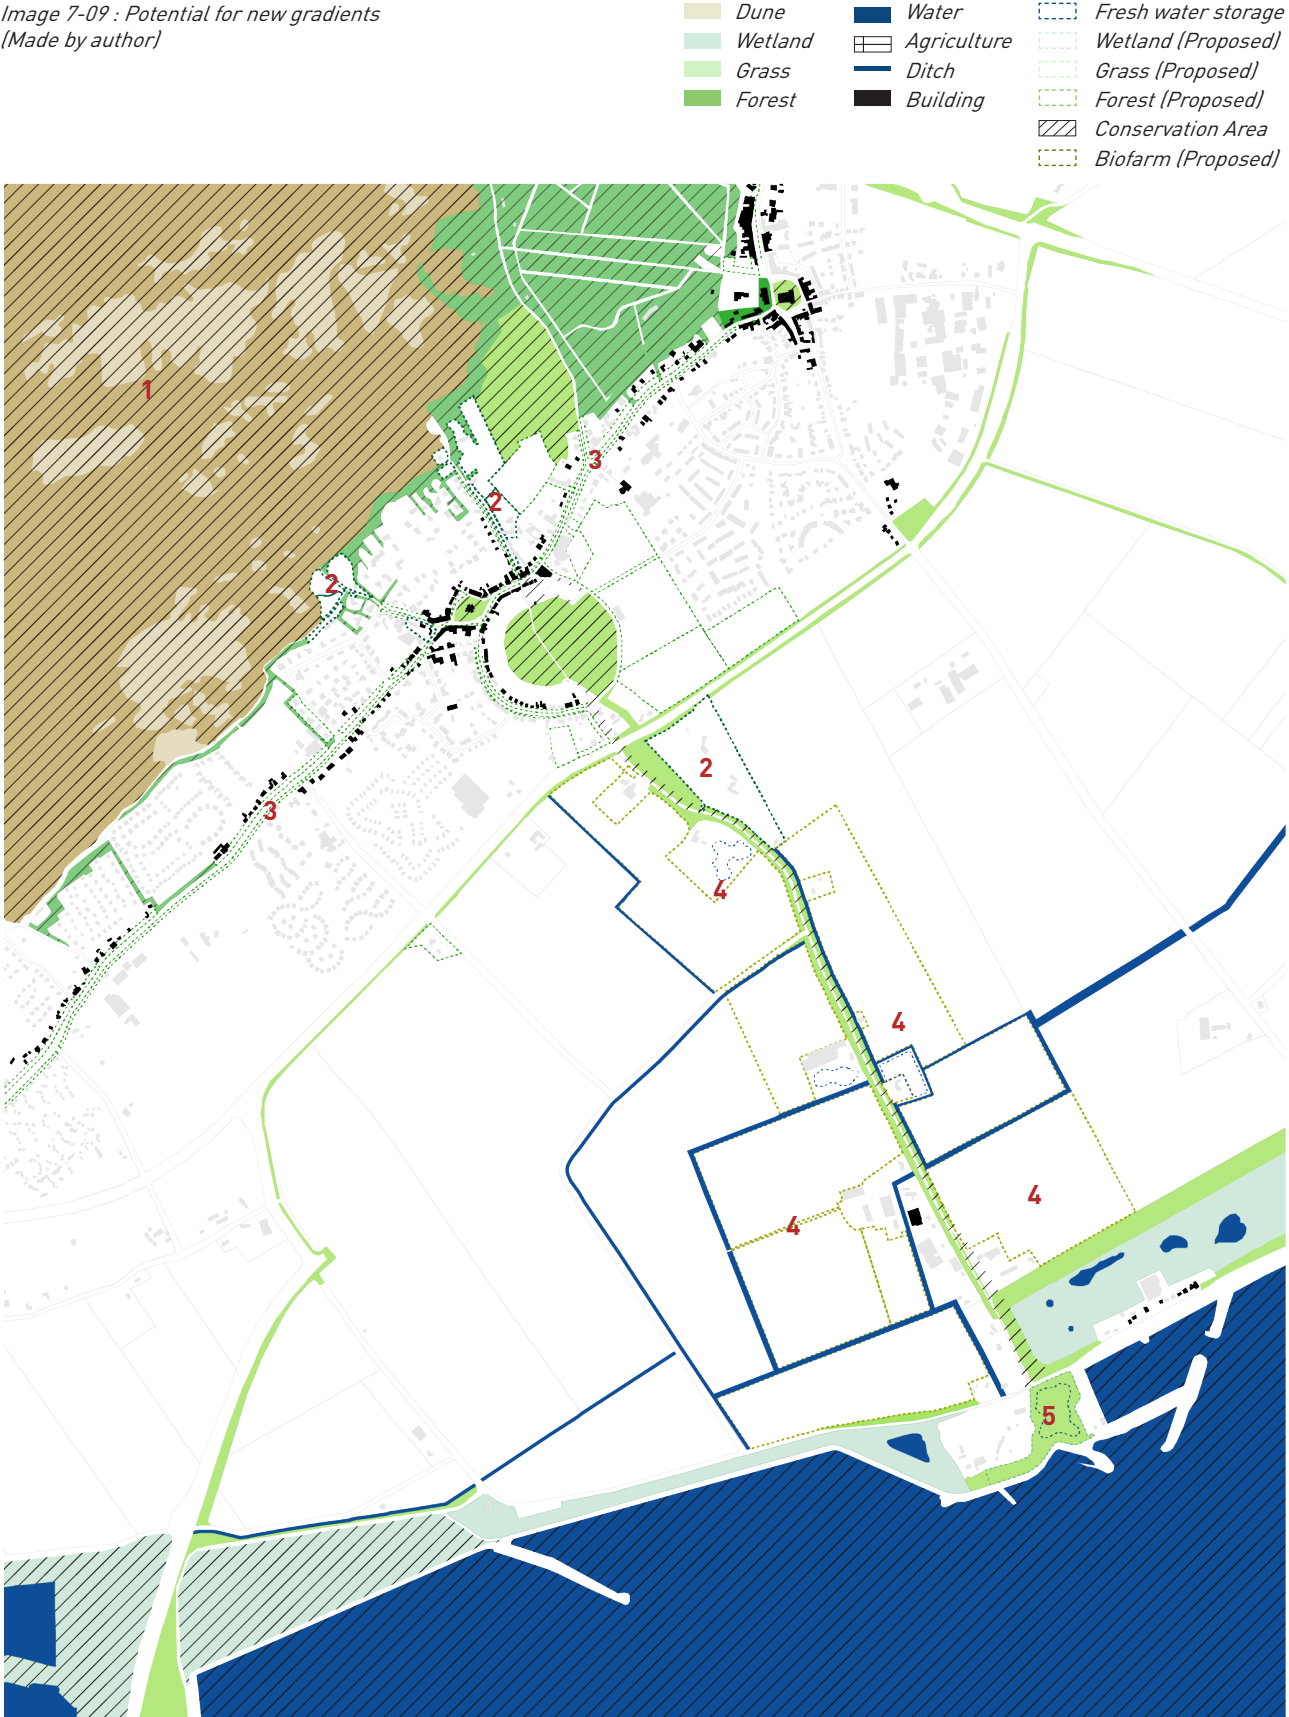 Image 7-09 : Potential for new gradients
(Made by author)
Dune
Wetland
Grass
Forest
Water
Agriculture
Ditch
Building
Fresh water storage
Wetland (Proposed)
Grass (Proposed)
Forest (Proposed)
Conservation Area
Biofarm (Proposed)
1
3
2
2
2
3
4
4
4
4
5